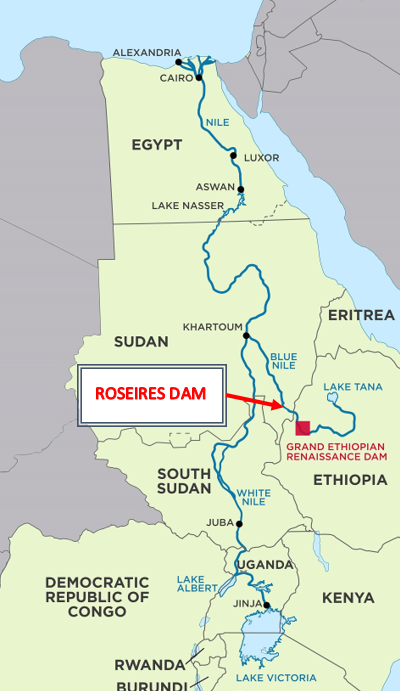 ALEXANDRIA
CAIRO
NILE
EGYPT
LUXOR
ASWAN
LAKE NASSER
ERITREA
KHARTOUM
SUDAN
BLUE
NILE
ROSEIRES DAM
LAKE TANA
GRAND ETHIOPIAN
RENAISSANCE DAM
ETHIOPIA
SOUTH
SUDAN
WHITE
NILE
JUBA
UGANDA
DEMOCRATIC
REPUBLIC OF
CONGO
LAKE
ALBERT
KENYA
JINJA
RWANDA
LAKE VICTORIA
BURUNDI